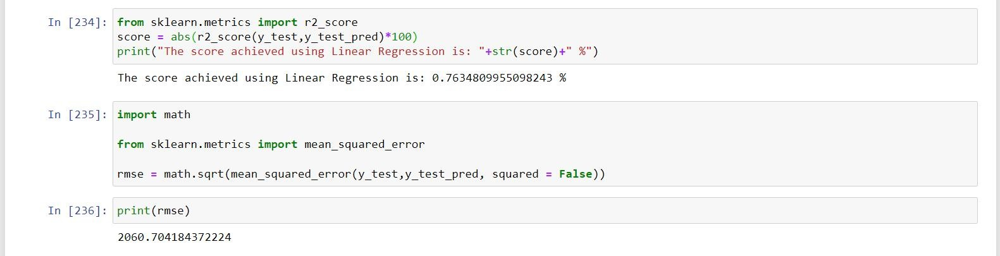 In [234]: from sklearn.metrics import r2_score
score = abs(r2_score(y_test,y_test_pred)*100)
print("The score achieved using Linear Regression is: "+str(score)+" %")
The score achieved using Linear Regression is: 0.7634809955098243 %
In [235]: import math
from sklearn.metrics import mean_squared_error
rmse = math.sqrt(mean_squared_error(y_test,y_test_pred, squared = False))
In [236]: print(rmse)
2060.704184372224